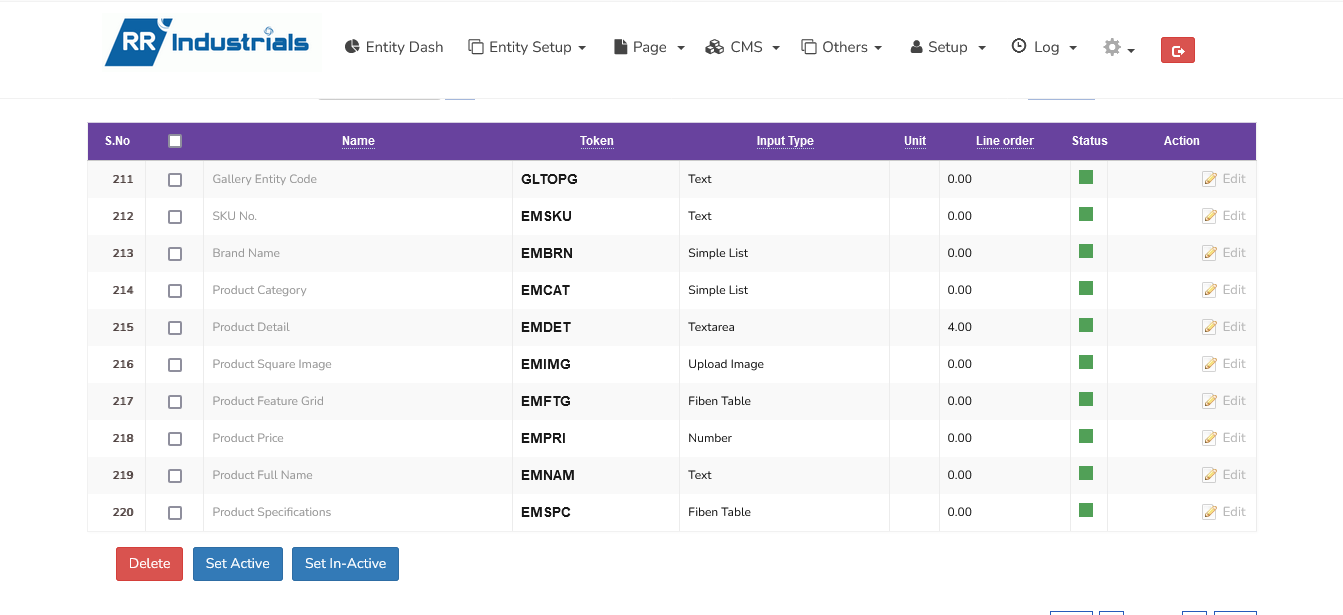 RR Industrials
Entity Dash Entity Setup Page CMS Others Setup Log
S.No Name Token Input Type Unit Line order Status Action
211 Gallery Entity Code GLTOPG Text 0.00 Edit
212 SKU No. EMSKU Text 0.00 Edit
213 Brand Name EMBRN Simple List 0.00 Edit
214 Product Category EMCAT Simple List 0.00 Edit
215 Product Detail EMDET Textarea 4.00 Edit
216 Product Square Image EMIMG Upload Image 0.00 Edit
217 Product Feature Grid EMFTG Fiben Table 0.00 Edit
218 Product Price EMPRI Number 0.00 Edit
219 Product Full Name EMNAM Text 0.00 Edit
220 Product Specifications EMSPC Fiben Table 0.00 Edit
Delete Set Active Set In-Active